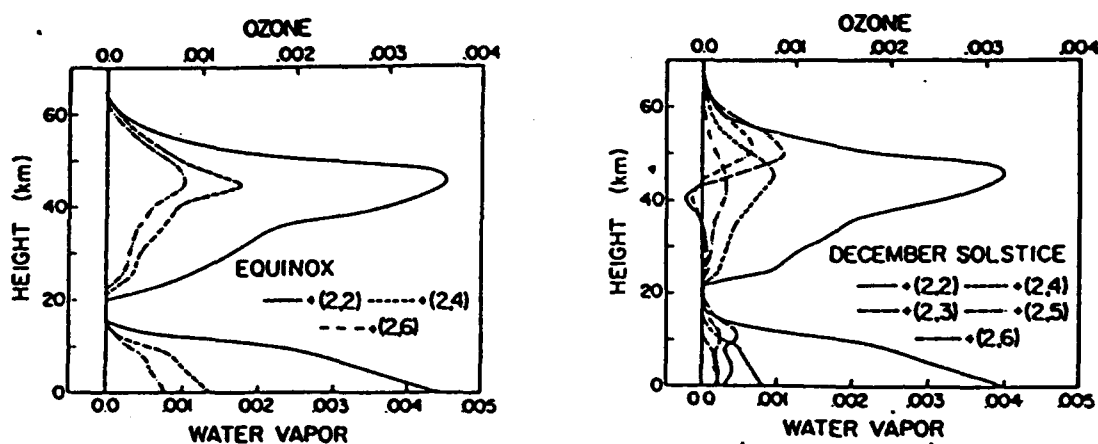 OZONE
0.0 .001 .002 .003 .004
HEIGHT (km)
60
40
20
0
EQUINOX
(2,2) (2,4)
(2,6)
0.0 .001 .002 .003 .004 .005
WATER VAPOR
OZONE
0.0 .001 .002 .003 .004
HEIGHT (km)
60
40
20
0
DECEMBER SOLSTICE
(2,2) (2,4)
(2,3) (2,5)
(2,6)
0.0 .001 .002 .003 .004 .005
WATER VAPOR